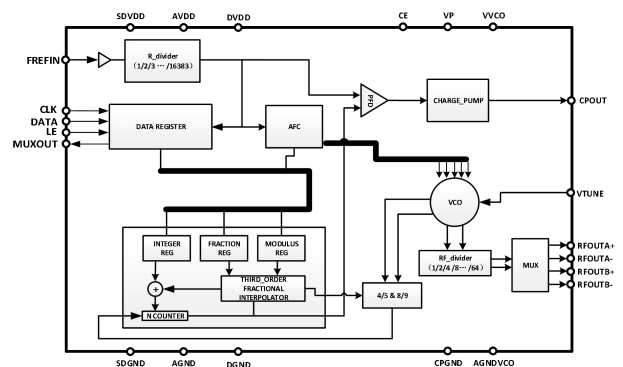 SDVDD
AVDD
DVDD
CE
VP
VVCO
FREFIN
R_divider
(1/2/3 ··· /16383)
PFD
CHARGE_PUMP
CPOUT
CLK
DATA
LE
MUXOUT
DATA REGISTER
AFC
VCO
VTUNE
INTEGER
REG
FRACTION
REG
MODULUS
REG
RF_divider
(1/2/4 /8··· /64)
MUX
RFOUTA+
RFOUTA-
RFOUTB+
RFOUTB-
+
THIRD_ORDER
FRACTIONAL
INTERPOLATOR
4/5 & 8/9
N COUNTER
SDGND
AGND
DGND
CPGND
AGNDVCO